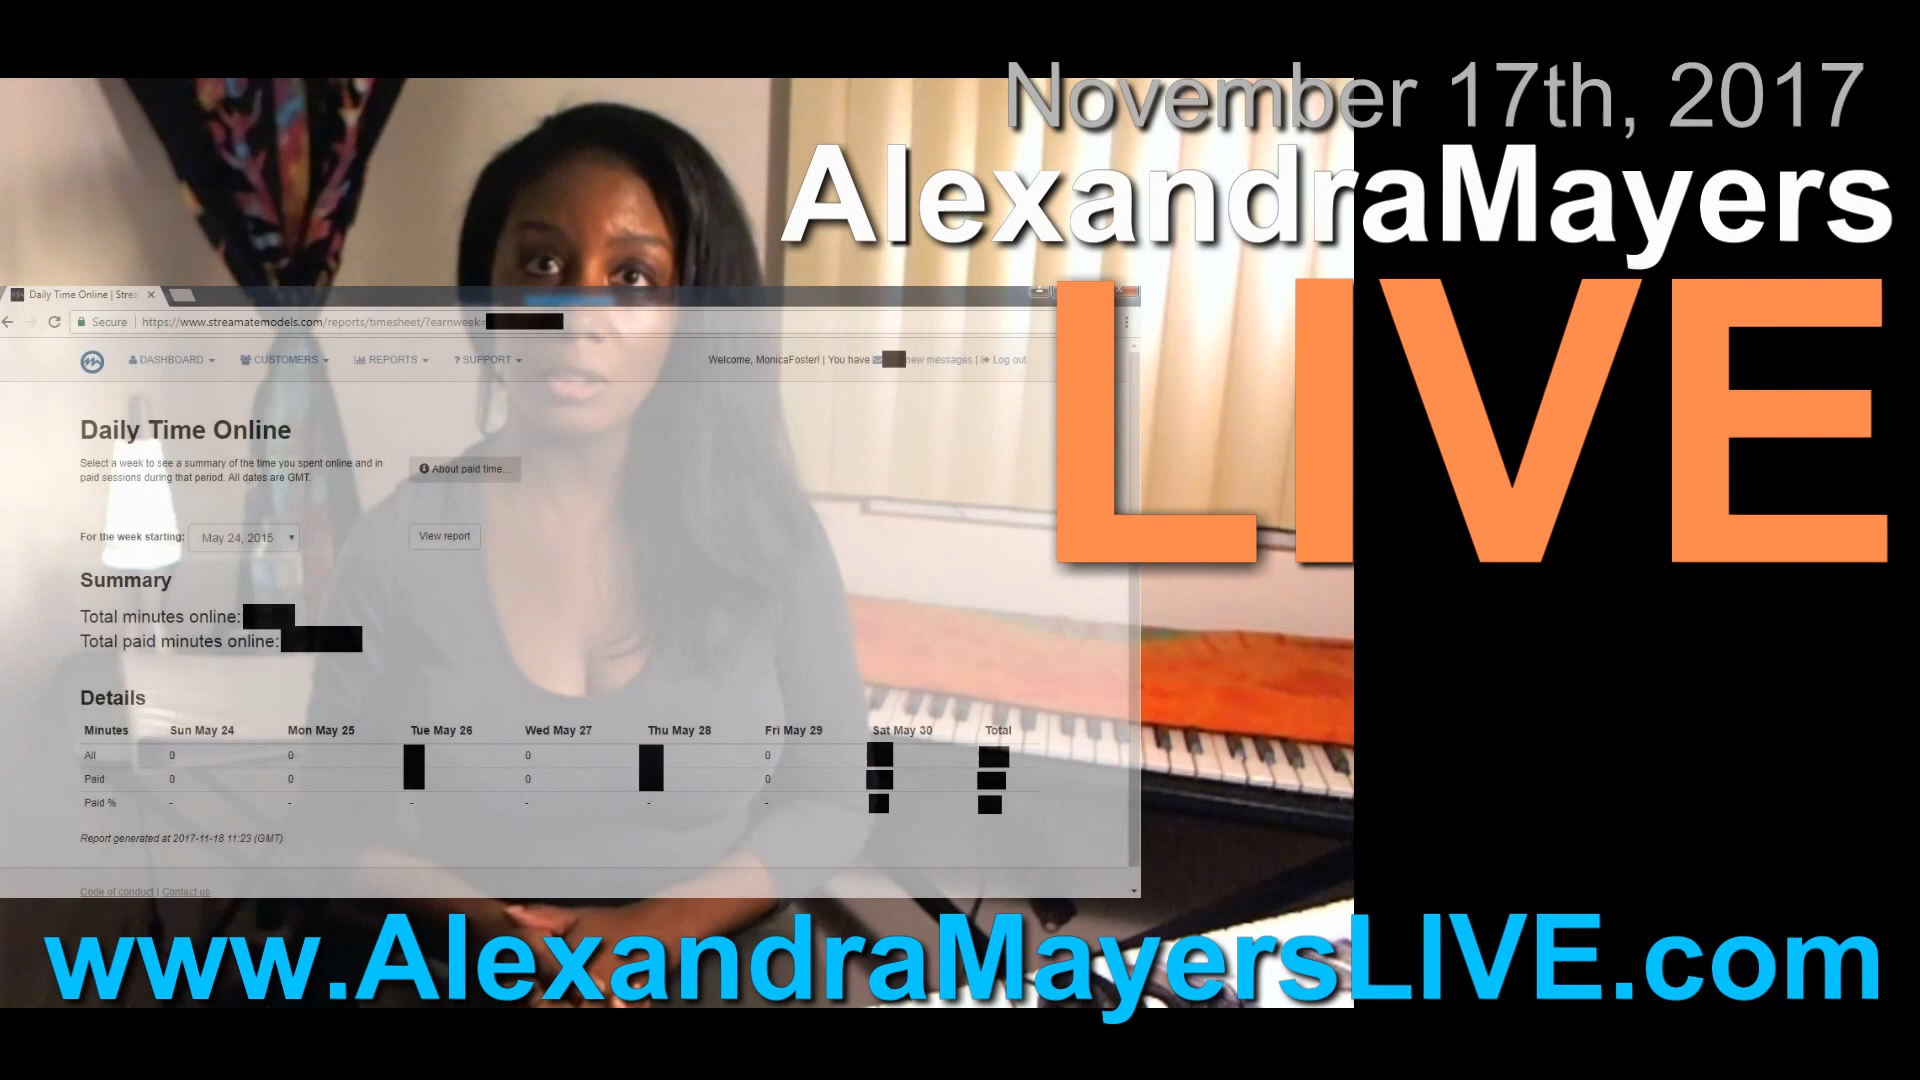 November 17th, 2017
AlexandraMayers
LIVE
Daily Time Online | Strea
Secure https://www.streamatemodels.com/reports/timesheet/?earnweek=
DASHBOARD CUSTOMERS REPORTS ? SUPPORT Welcome, MonicaFoster! | You have new messages | Log out
Daily Time Online
Select a week to see a summary of the time you spent online and in
paid sessions during that period. All dates are GMT.
About paid time...
For the week starting: May 24, 2015 View report
Summary
Total minutes online:
Total paid minutes online:
Details
Minutes Sun May 24 Mon May 25 Tue May 26 Wed May 27 Thu May 28 Fri May 29 Sat May 30 Total
All 0 0 0 0
Paid 0 0 0 0
Paid % - - - - - -
Report generated at 2017-11-16 11:23 (GMT)
Code of conduct | Contact us
www.AlexandraMayersLIVE.com